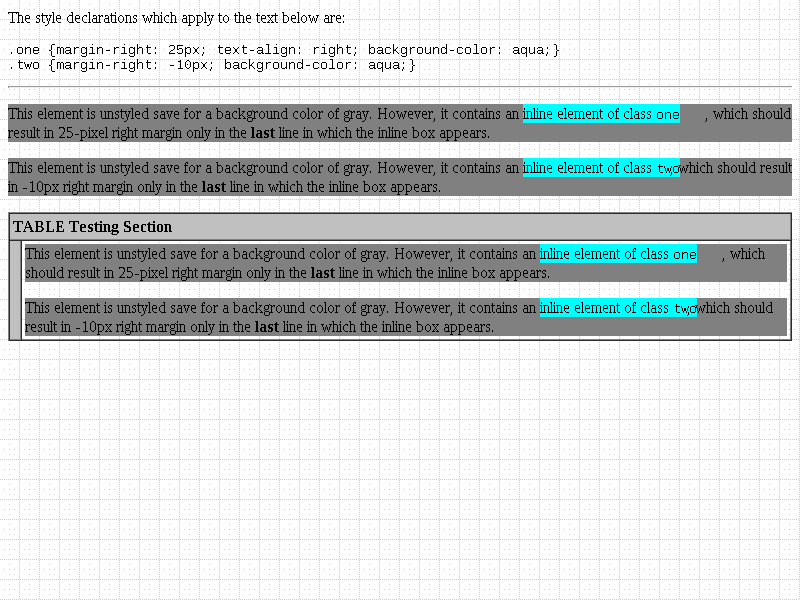 The style declarations which apply to the text below are:
.one {margin-right: 25px; text-align: right; background-color: aqua;}
.two {margin-right: -10px; background-color: aqua;}
This element is unstyled save for a background color of gray. However, it contains an inline element of class one, which should
result in 25-pixel right margin only in the last line in which the inline box appears.
This element is unstyled save for a background color of gray. However, it contains an inline element of class two, which should result
in -10px right margin only in the last line in which the inline box appears.
TABLE Testing Section
This element is unstyled save for a background color of gray. However, it contains an inline element of class one, which
should result in 25-pixel right margin only in the last line in which the inline box appears.
This element is unstyled save for a background color of gray. However, it contains an inline element of class two, which should
result in -10px right margin only in the last line in which the inline box appears.